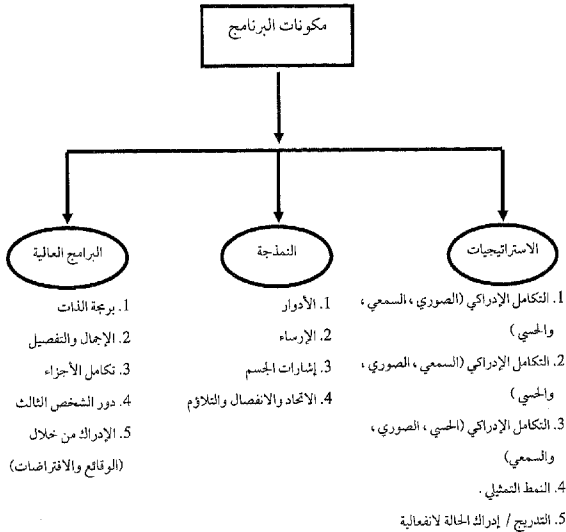 مكونات البرنامج
الاستراتيجيات
1. التكامل الإدراكي (الصوري ، السمعي ،
والحسي)
2. التكامل الإدراكي (السمعي ، الصوري ،
والحسي)
3. التكامل الإدراكي (الحسي ، الصوري ،
والسمعي)
4. النمط التمثيلي .
5. التدريج / إدراك الحالة لانفعالية
النمذجة
1. الأدوار
2. الإرساء
3. إشارات الجسم
4. الاتحاد والانفصال والتلاؤم
البرامج العالية
1. برمجة الذات
2. الإجمال والتفصيل
3. تكامل الأجزاء
4. دور الشخص الثالث
5. الإدراك من خلال
(الوقائع والافتراضات)